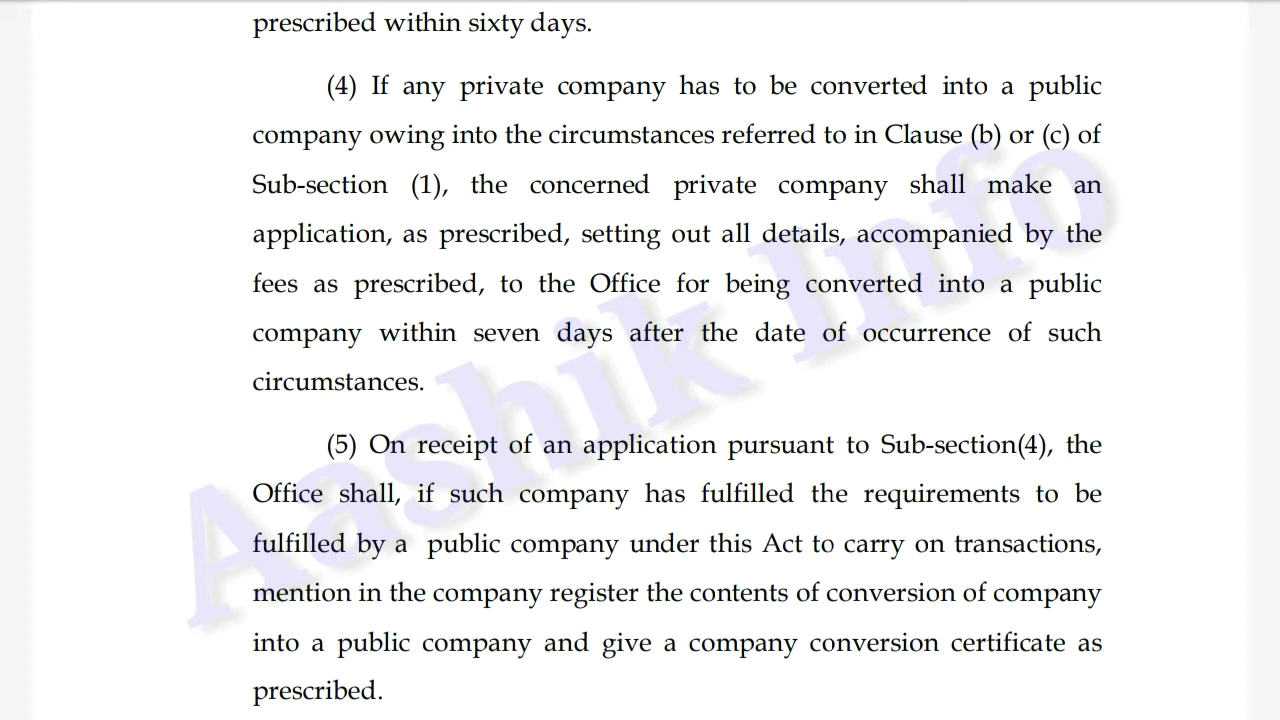 prescribed within sixty days.
(4) If any private company has to be converted into a public
company owing into the circumstances referred to in Clause (b) or (c) of
Sub-section (1), the concerned private company shall make an
application, as prescribed, setting out all details, accompanied by the
fees as prescribed, to the Office for being converted into a public
company within seven days after the date of occurrence of such
circumstances.
(5) On receipt of an application pursuant to Sub-section(4), the
Office shall, if such company has fulfilled the requirements to be
fulfilled by a public company under this Act to carry on transactions,
mention in the company register the contents of conversion of company
into a public company and give a company conversion certificate as
prescribed.
Aashik Info